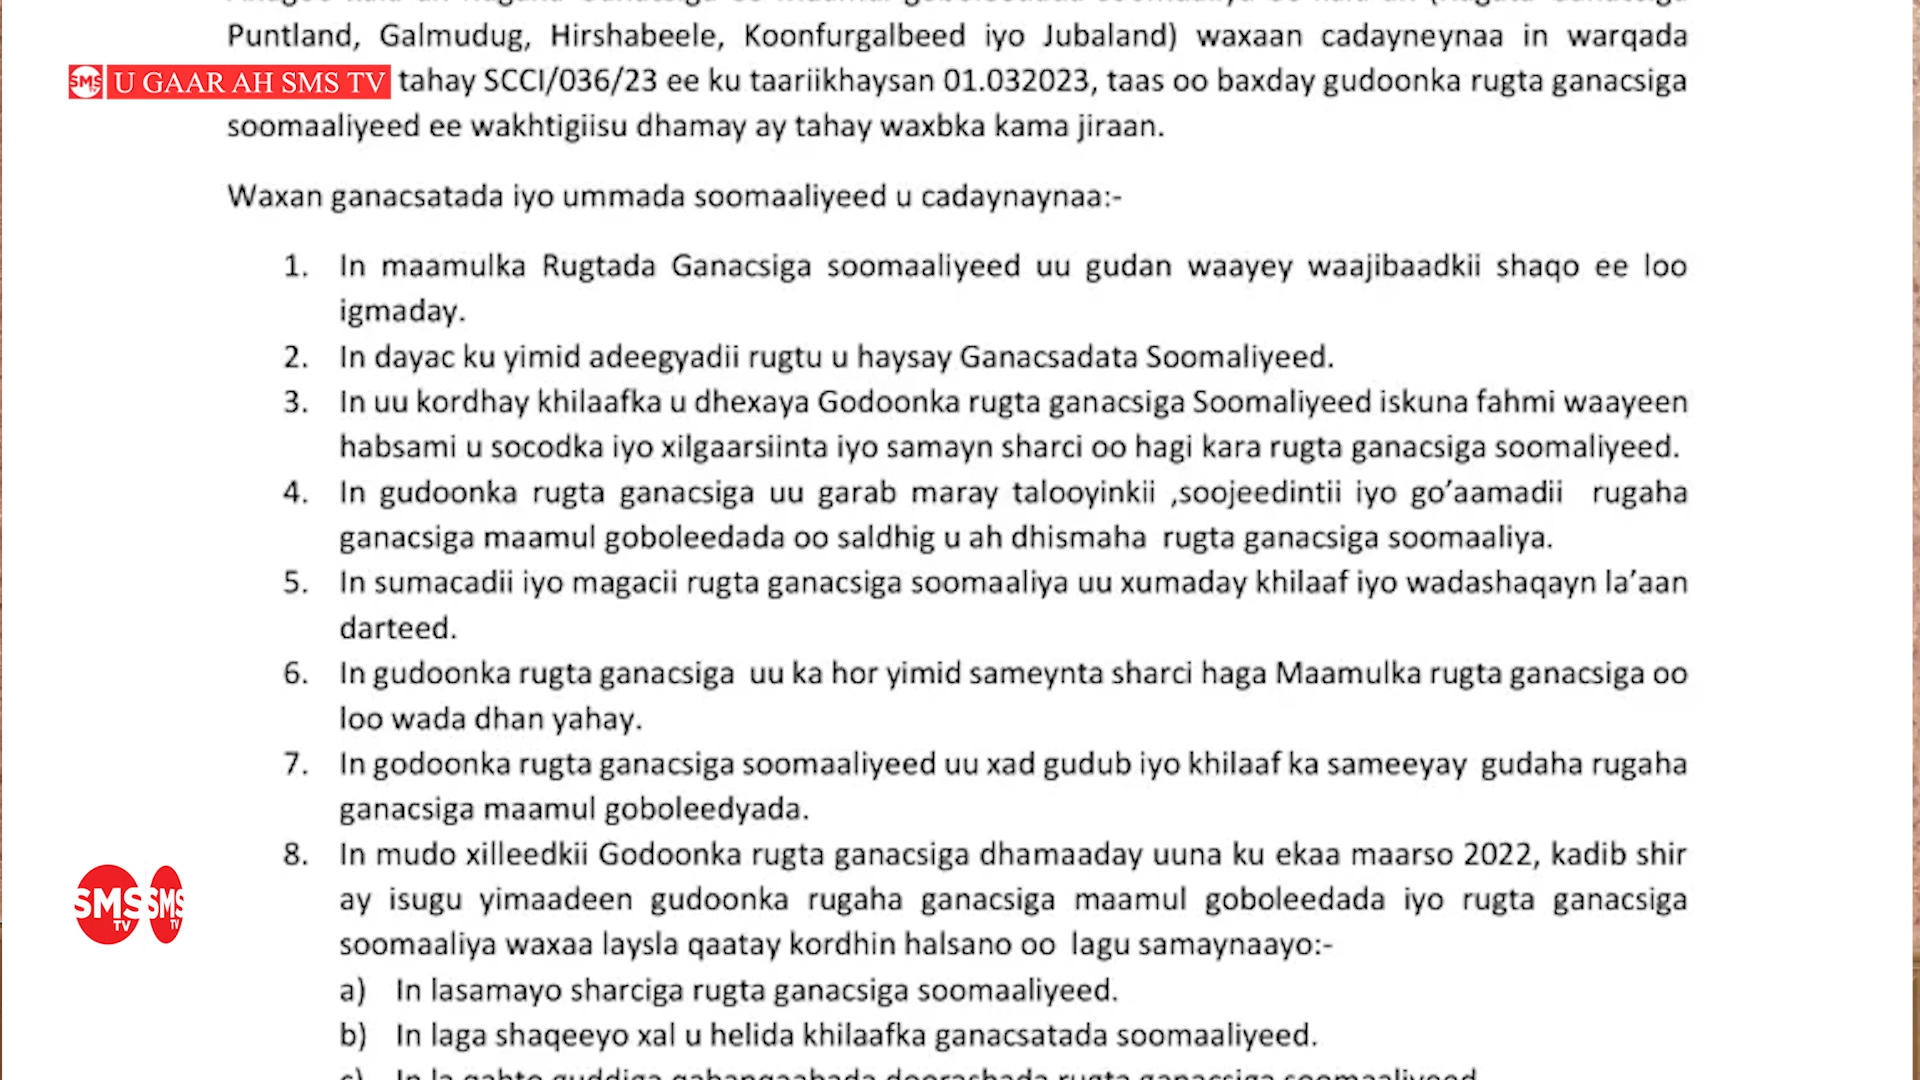 Puntland, Galmudug, Hirshabeele, Koonfurgalbeed iyo Jubaland) waxaan cadayneynaa in warqada
SMS U GAAR AH SMS TV tahay SCCI/036/23 ee ku taariikhaysan 01.032023, taas oo baxday gudoonka rugta ganacsiga
soomaaliyeed ee wakhtigiisu dhamay ay tahay waxbka kama jiraan.
Waxan ganacsatada iyo ummada soomaaliyeed u cadaynaynaa:-
1. In maamulka Rugtada Ganacsiga soomaaliyeed uu gudan waayey waajibaadkii shaqo ee loo
igmaday.
2. In dayac ku yimid adeegyadii rugtu u haysay Ganacsadata Soomaliyeed.
3. In uu kordhay khilaafka u dhexaya Godoonka rugta ganacsiga Soomaliyeed iskuna fahmi waayeen
habsami u socodka iyo xilgaarsiinta iyo samayn sharci oo hagi kara rugta ganacsiga soomaliyeed.
4. In gudoonka rugta ganacsiga uu garab maray talooyinkii ,soojeedintii iyo go’aamadii rugaha
ganacsiga maamul goboleedada oo saldhig u ah dhismaha rugta ganacsiga soomaaliya.
5. In sumacadii iyo magacii rugta ganacsiga soomaaliya uu xumaday khilaaf iyo wadashaqayn la’aan
darteed.
6. In gudoonka rugta ganacsiga uu ka hor yimid sameynta sharci haga Maamulka rugta ganacsiga oo
loo wada dhan yahay.
7. In godoonka rugta ganacsiga soomaaliyeed uu xad gudub iyo khilaaf ka sameeyay gudaha rugaha
ganacsiga maamul goboleedyada.
8. In mudo xilleedkii Godoonka rugta ganacsiga dhamaaday uuna ku ekaa maarso 2022, kadib shir
ay isugu yimaadeen gudoonka rugaha ganacsiga maamul goboleedada iyo rugta ganacsiga
soomaaliya waxaa laysla qaatay kordhin halsano oo lagu samaynaayo:-
a) In lasamayo sharciga rugta ganacsiga soomaaliyeed.
b) In laga shaqeeyo xal u helida khilaafka ganacsatada soomaaliyeed.
SMS TV SMS TV